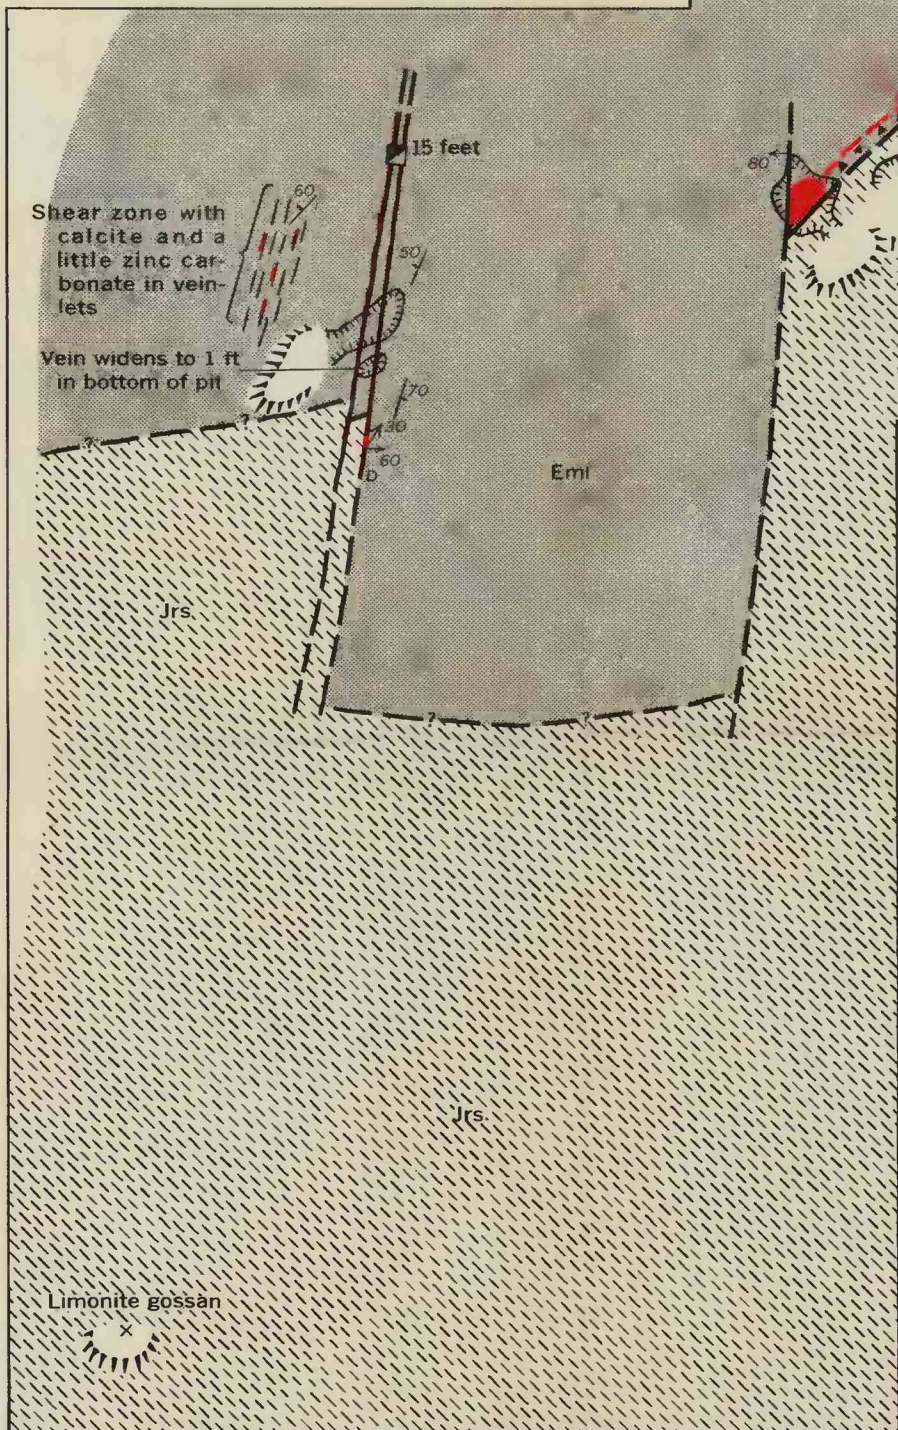 15 feet
80
60
Shear zone with
calcite and a
little zinc car-
bonate in vein-
lets
50
Vein widens to 1 ft
in bottom of pit
70
?
?
30
60
D
Eml
Jrs
?
?
Jrs
Limonite gossan
x